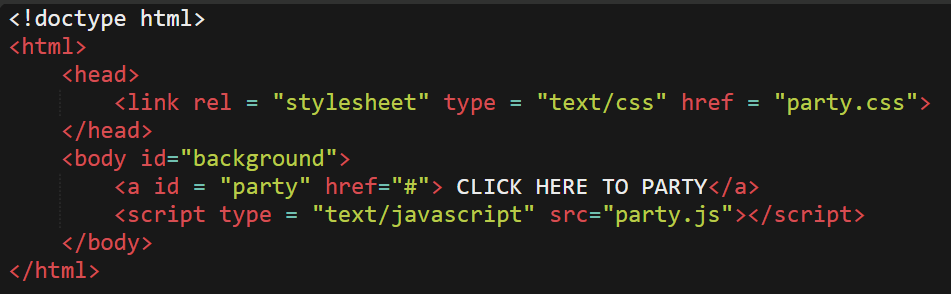 <!doctype html>
<html>
<head>
<link rel = "stylesheet" type = "text/css" href = "party.css">
</head>
<body id="background">
<a id = "party" href="#"> CLICK HERE TO PARTY</a>
<script type = "text/javascript" src="party.js"></script>
</body>
</html>